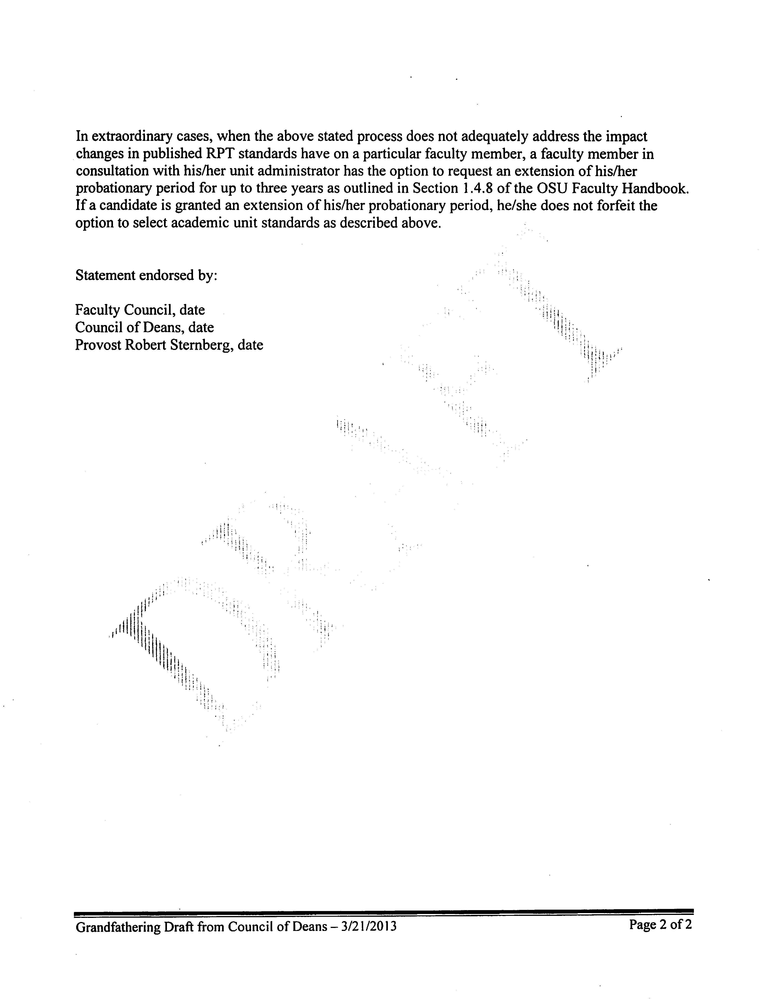 In extraordinary cases, when the above stated process does not adequately address the impact
changes in published RPT standards have on a particular faculty member, a faculty member in
consultation with his/her unit administrator has the option to request an extension of his/her
probationary period for up to three years as outlined in Section 1.4.8 of the OSU Faculty Handbook.
If a candidate is granted an extension of his/her probationary period, he/she does not forfeit the
option to select academic unit standards as described above.
Statement endorsed by:
Faculty Council, date
Council of Deans, date
Provost Robert Sternberg, date
DRAFT
Grandfathering Draft from Council of Deans – 3/21/2013
Page 2 of 2